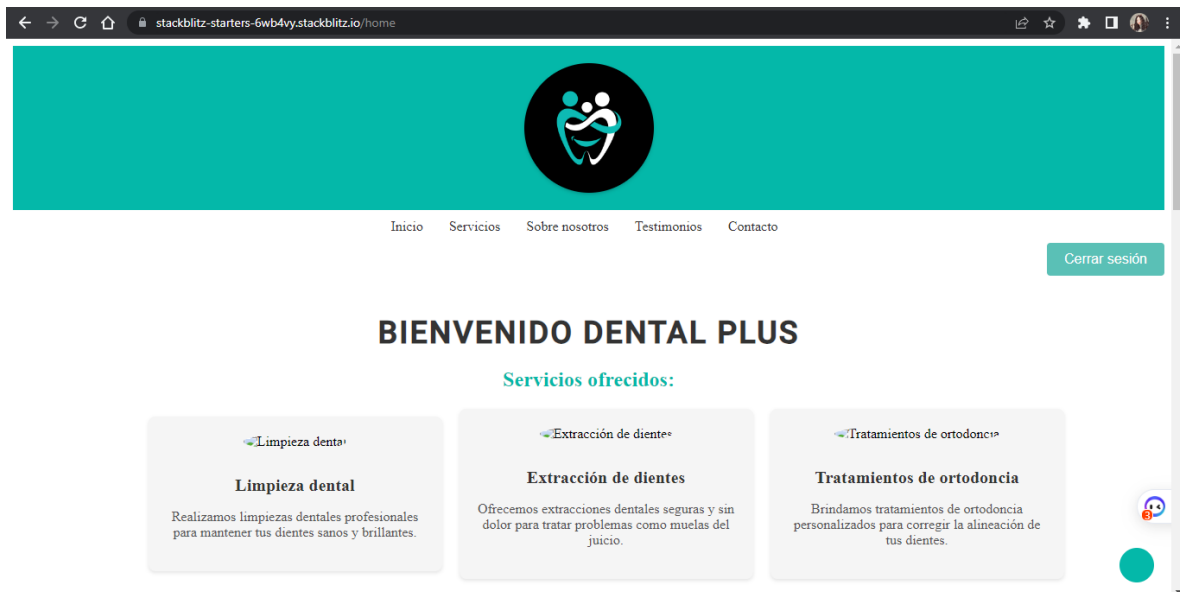 stackblitz-starters-6wb4vy.stackblitz.io/home
Inicio Servicios Sobre nosotros Testimonios Contacto
Cerrar sesión
BIENVENIDO DENTAL PLUS
Servicios ofrecidos:
Limpieza dental
Limpieza dental
Realizamos limpiezas dentales profesionales
para mantener tus dientes sanos y brillantes.
Extracción de dientes
Extracción de dientes
Ofrecemos extracciones dentales seguras y sin
dolor para tratar problemas como muelas del
juicio.
Tratamientos de ortodoncia
Tratamientos de ortodoncia
Brindamos tratamientos de ortodoncia
personalizados para corregir la alineación de
tus dientes.
3